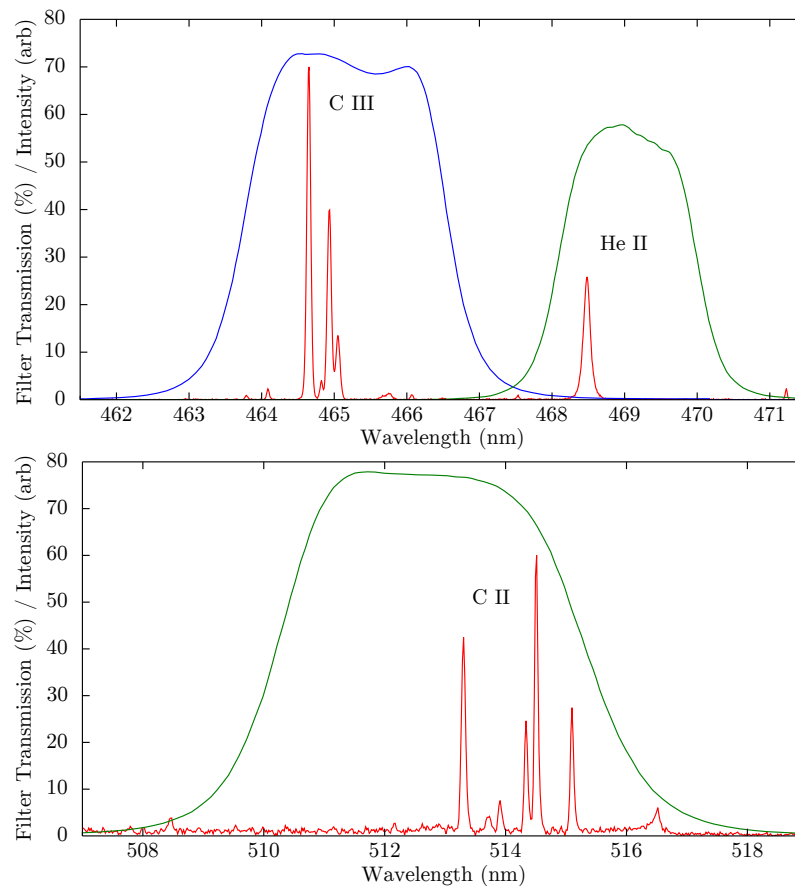 Filter Transmission (%) / Intensity (arb)
80
70
60
50
40
30
20
10
0
C III
He II
462 463 464 465 466 467 468 469 470 471
Wavelength (nm)
Filter Transmission (%) / Intensity (arb)
80
70
60
50
40
30
20
10
0
C II
508 510 512 514 516 518
Wavelength (nm)